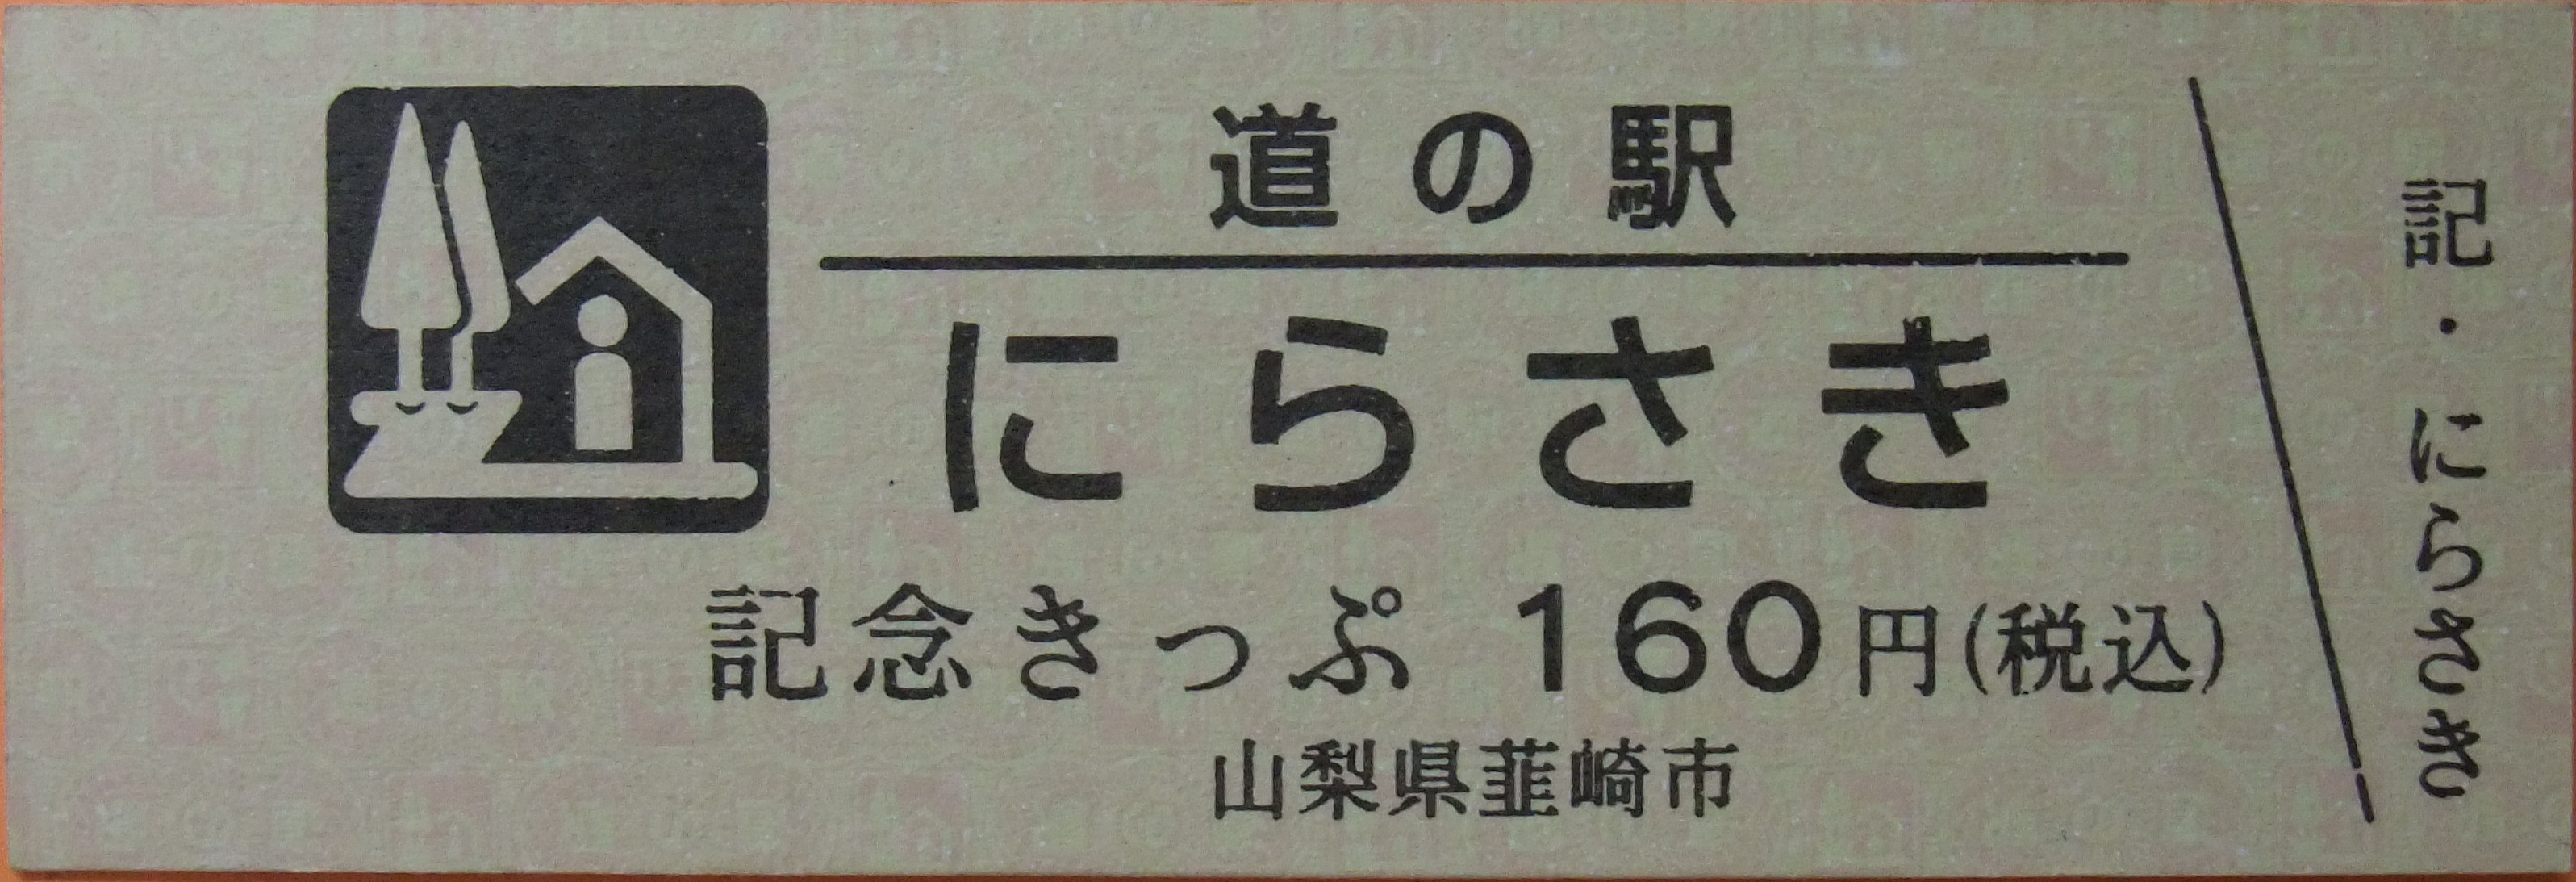 道の駅
にらさき
記念きっぷ 160円(税込)
山梨県韮崎市
記・にらさき